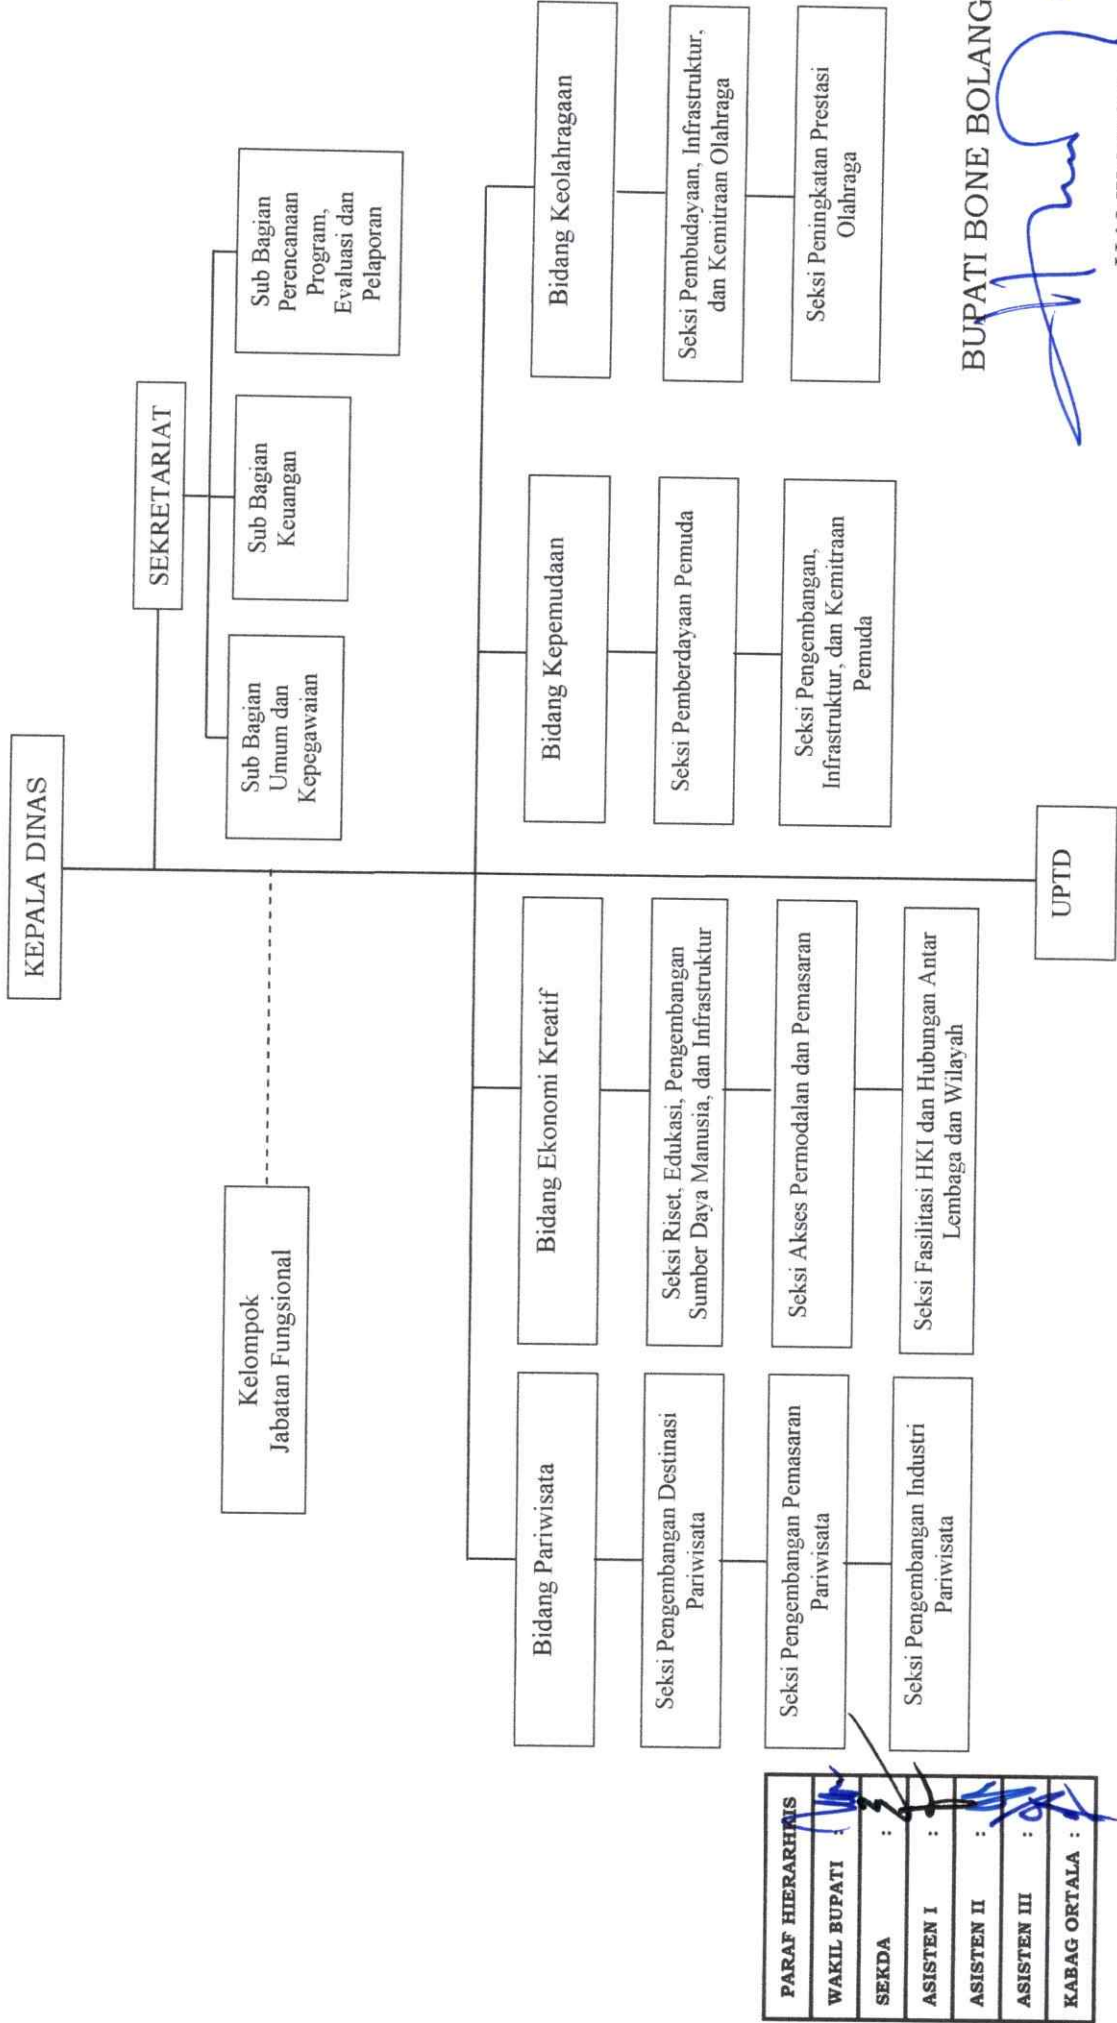 KEPALA DINAS
SEKRETARIAT
Kelompok
Jabatan Fungsional
Sub Bagian
Umum dan
Kepegawaian
Sub Bagian
Keuangan
Sub Bagian
Perencanaan
Program,
Evaluasi dan
Pelaporan
Bidang Pariwisata
Seksi Pengembangan Destinasi
Pariwisata
Seksi Pengembangan Pemasaran
Pariwisata
Seksi Pengembangan Industri
Pariwisata
Bidang Ekonomi Kreatif
Seksi Riset, Edukasi, Pengembangan
Sumber Daya Manusia, dan Infrastruktur
Seksi Akses Permodalan dan Pemasaran
Seksi Fasilitasi HKI dan Hubungan Antar
Lembaga dan Wilayah
Bidang Kepemudaan
Seksi Pemberdayaan Pemuda
Seksi Pengembangan,
Infrastruktur, dan Kemitraan
Pemuda
Bidang Keolahragaan
Seksi Pembudayaan, Infrastruktur,
dan Kemitraan Olahraga
Seksi Peningkatan Prestasi
Olahraga
UPTD
PARAF HIERARHKIS
WAKIL BUPATI :
SEKDA :
ASISTEN I :
ASISTEN II :
ASISTEN III :
KABAG ORTALA :
BUPATI BONE BOLANG